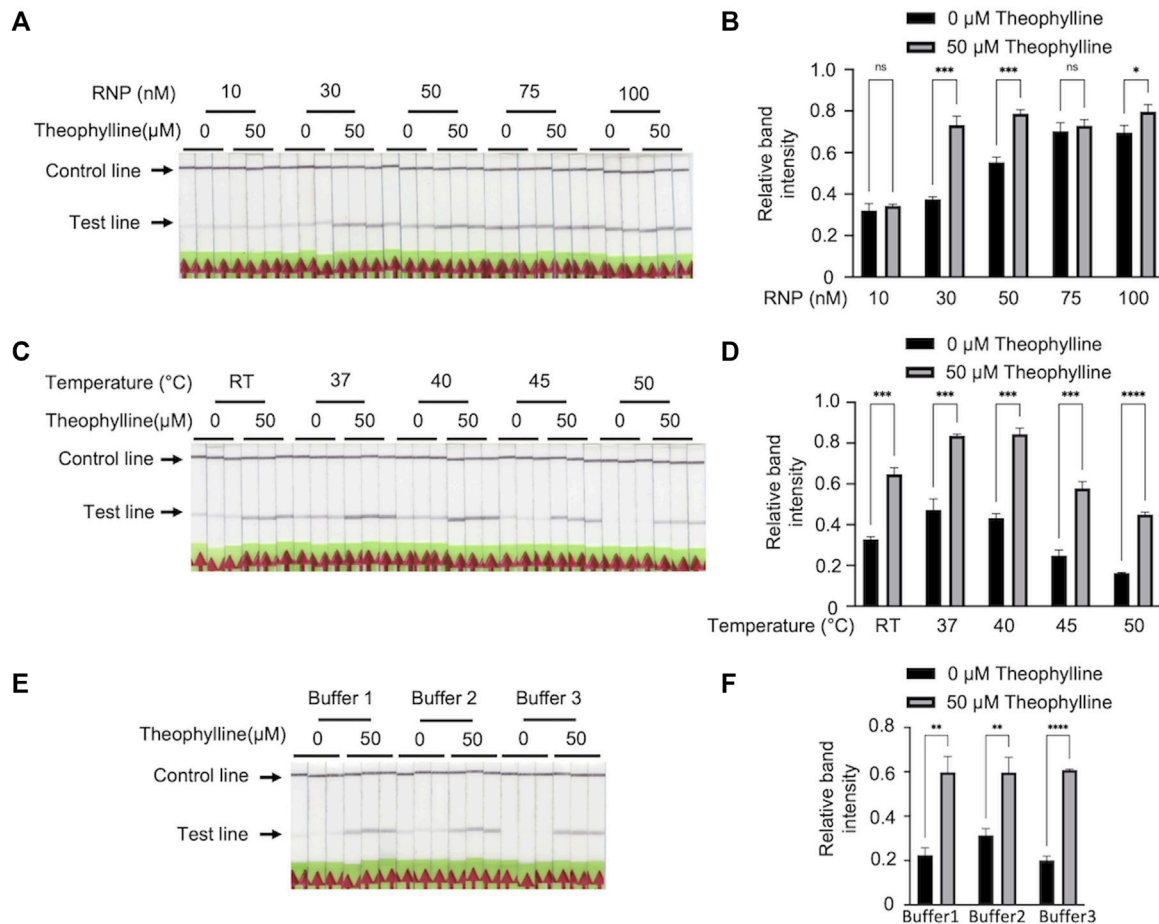 A
RNP (nM) 10 30 50 75 100
Theophylline(µM) 0 50 0 50 0 50 0 50 0 50
Control line
Test line
B
0 µM Theophylline
50 µM Theophylline
ns *** *** ns *
1.0
0.8
0.6
0.4
0.2
0
Relative band
intensity
RNP (nM) 10 30 50 75 100
C
Temperature (°C) RT 37 40 45 50
Theophylline(µM) 0 50 0 50 0 50 0 50 0 50
Control line
Test line
D
0 µM Theophylline
50 µM Theophylline
*** *** *** *** ****
1.0
0.8
0.6
0.4
0.2
0
Relative band
intensity
Temperature (°C) RT 37 40 45 50
E
Buffer 1 Buffer 2 Buffer 3
Theophylline(µM) 0 50 0 50 0 50
Control line
Test line
F
0 µM Theophylline
50 µM Theophylline
** ** ****
0.8
0.6
0.4
0.2
0
Relative band
intensity
Buffer1 Buffer2 Buffer3